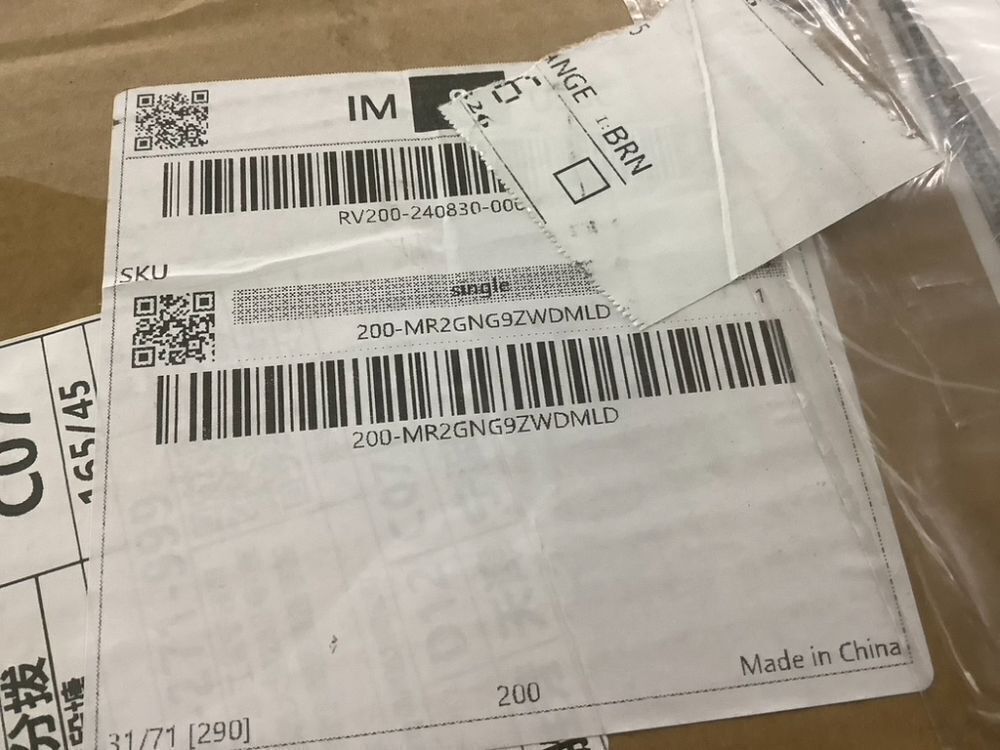 IM
ANGE
BRN
RV200-240830-00
SKU
single
200-MR2GNG9ZWDMLD
1
200-MR2GNG9ZWDMLD
C07
165/45
分拨
Made in China
200
31/71 [290]